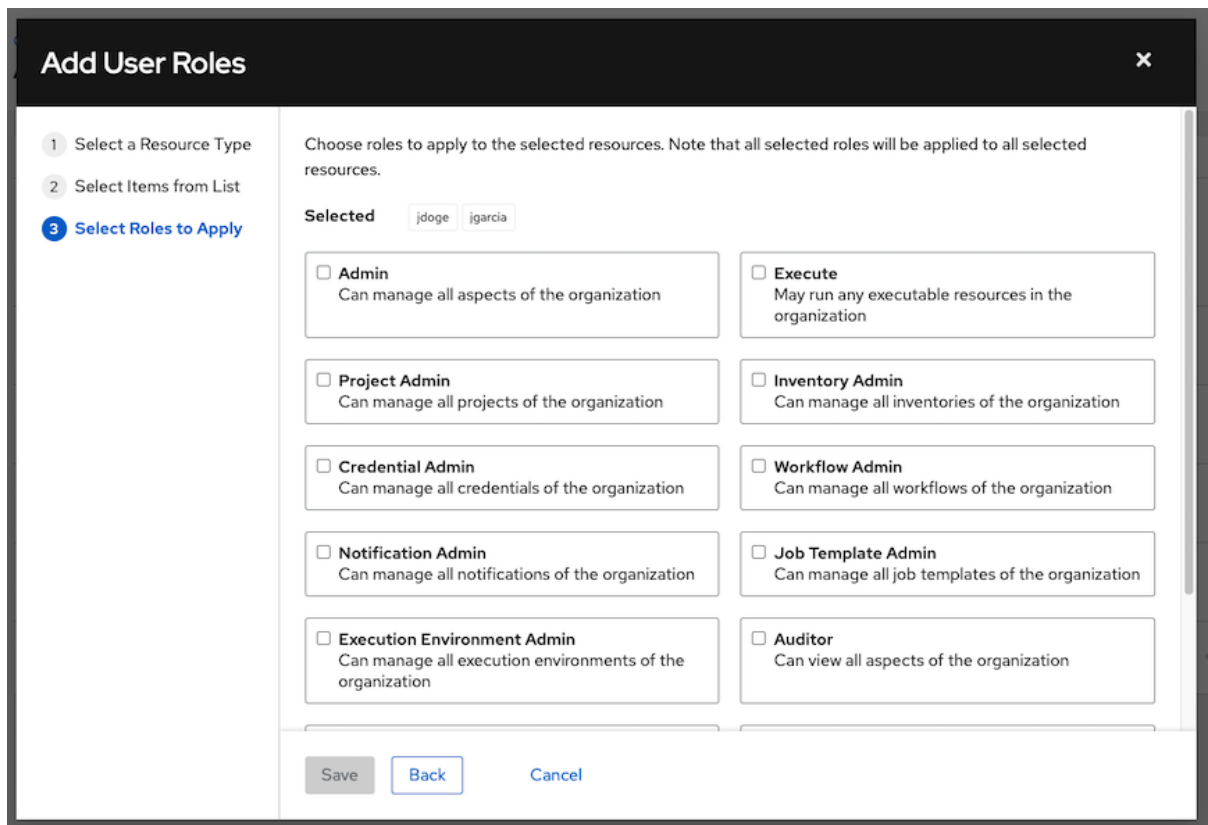 Add User Roles
1 Select a Resource Type
2 Select Items from List
3 Select Roles to Apply
Choose roles to apply to the selected resources. Note that all selected roles will be applied to all selected
resources.
Selected jdoge jgarcia
Admin
Can manage all aspects of the organization
Execute
May run any executable resources in the
organization
Project Admin
Can manage all projects of the organization
Inventory Admin
Can manage all inventories of the organization
Credential Admin
Can manage all credentials of the organization
Workflow Admin
Can manage all workflows of the organization
Notification Admin
Can manage all notifications of the organization
Job Template Admin
Can manage all job templates of the organization
Execution Environment Admin
Can manage all execution environments of the
organization
Auditor
Can view all aspects of the organization
Save Back Cancel